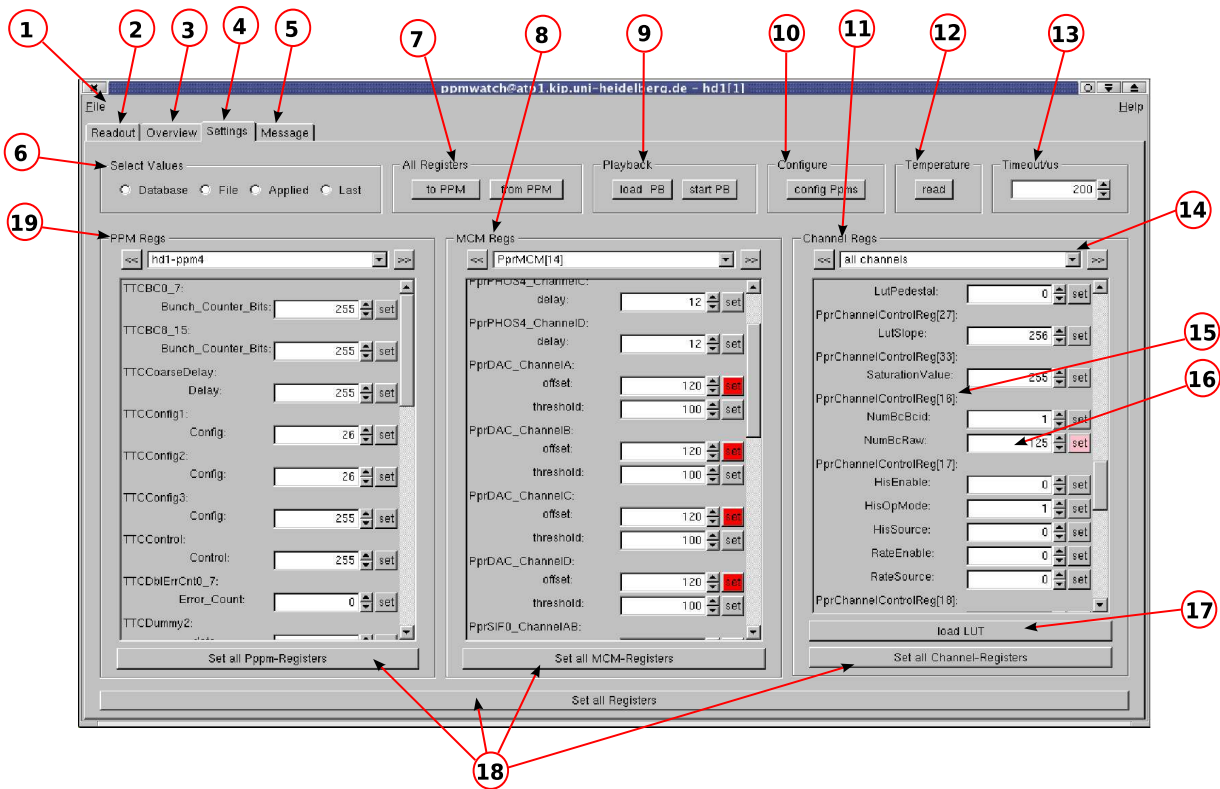 1 2 3 4 5 7 8 9 10 11 12 13
ppmwatch@atp1.kip.uni-heidelberg.de - hd1[1]
File Help
Readout Overview Settings Message
6
Select Values
Database File Applied Last
All Registers
to PPM from PPM
Playback
load PB start PB
Configure
config Ppms
Temperature
read
Timeout/us
200
19
PPM Regs
<< hd1-ppm4 >>
TTCBC0_7:
Bunch_Counter_Bits: 255 set
TTCBC8_15:
Bunch_Counter_Bits: 255 set
TTCCoarseDelay:
Delay: 255 set
TTCConfig1:
Config: 26 set
TTCConfig2:
Config: 26 set
TTCConfig3:
Config: 255 set
TTCControl:
Control: 255 set
TTCDblErrCnt0_7:
Error_Count: 0 set
TTCDummy2:
Set all Pppm-Registers
MCM Regs
<< PprMCM[14] >>
PprPHOS4_ChannelC:
delay: 12 set
PprPHOS4_ChannelD:
delay: 12 set
PprDAC_ChannelA:
offset: 120 set
threshold: 100 set
PprDAC_ChannelB:
offset: 120 set
threshold: 100 set
PprDAC_ChannelC:
offset: 120 set
threshold: 100 set
PprDAC_ChannelD:
offset: 120 set
threshold: 100 set
PprSIF0_ChannelAB:
Set all MCM-Registers
Channel Regs
<< all channels >>
14
LutPedestal: 0 set
PprChannelControlReg[27]:
LutSlope: 256 set
15
PprChannelControlReg[33]:
SaturationValue: 255 set
16
PprChannelControlReg[16]:
NumBcBcid: 1 set
NumBcRaw: 125 set
PprChannelControlReg[17]:
HisEnable: 0 set
HisOpMode: 1 set
HisSource: 0 set
RateEnable: 0 set
RateSource: 0 set
PprChannelControlReg[18]:
17
load LUT
Set all Channel-Registers
Set all Registers
18